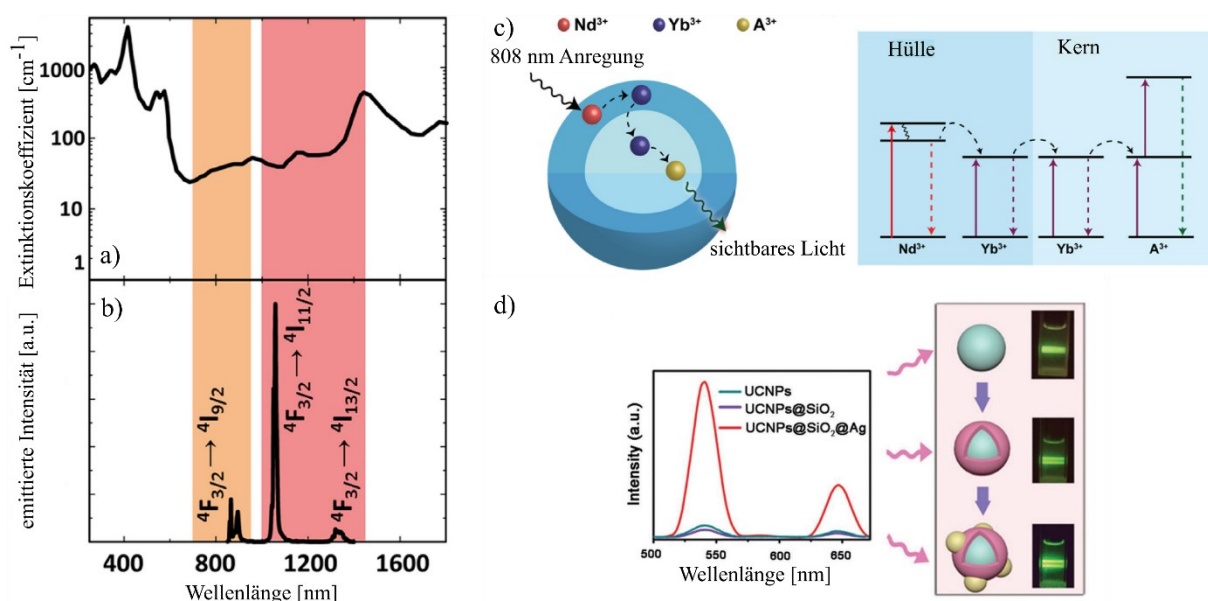 Extinktionskoeffizient [cm⁻¹]
1000
100
10
1
a)
emittierte Intensität [a.u.]
b)
⁴F₃/₂ → ⁴I₉/₂
⁴F₃/₂ → ⁴I₁₁/₂
⁴F₃/₂ → ⁴I₁₃/₂
400
800
1200
1600
Wellenlänge [nm]
c)
Nd³⁺
Yb³⁺
A³⁺
808 nm Anregung
sichtbares Licht
Hülle
Kern
Nd³⁺
Yb³⁺
Yb³⁺
A³⁺
d)
Intensity (a.u.)
UCNPs
UCNPs@SiO₂
UCNPs@SiO₂@Ag
500
550
600
650
Wellenlänge [nm]